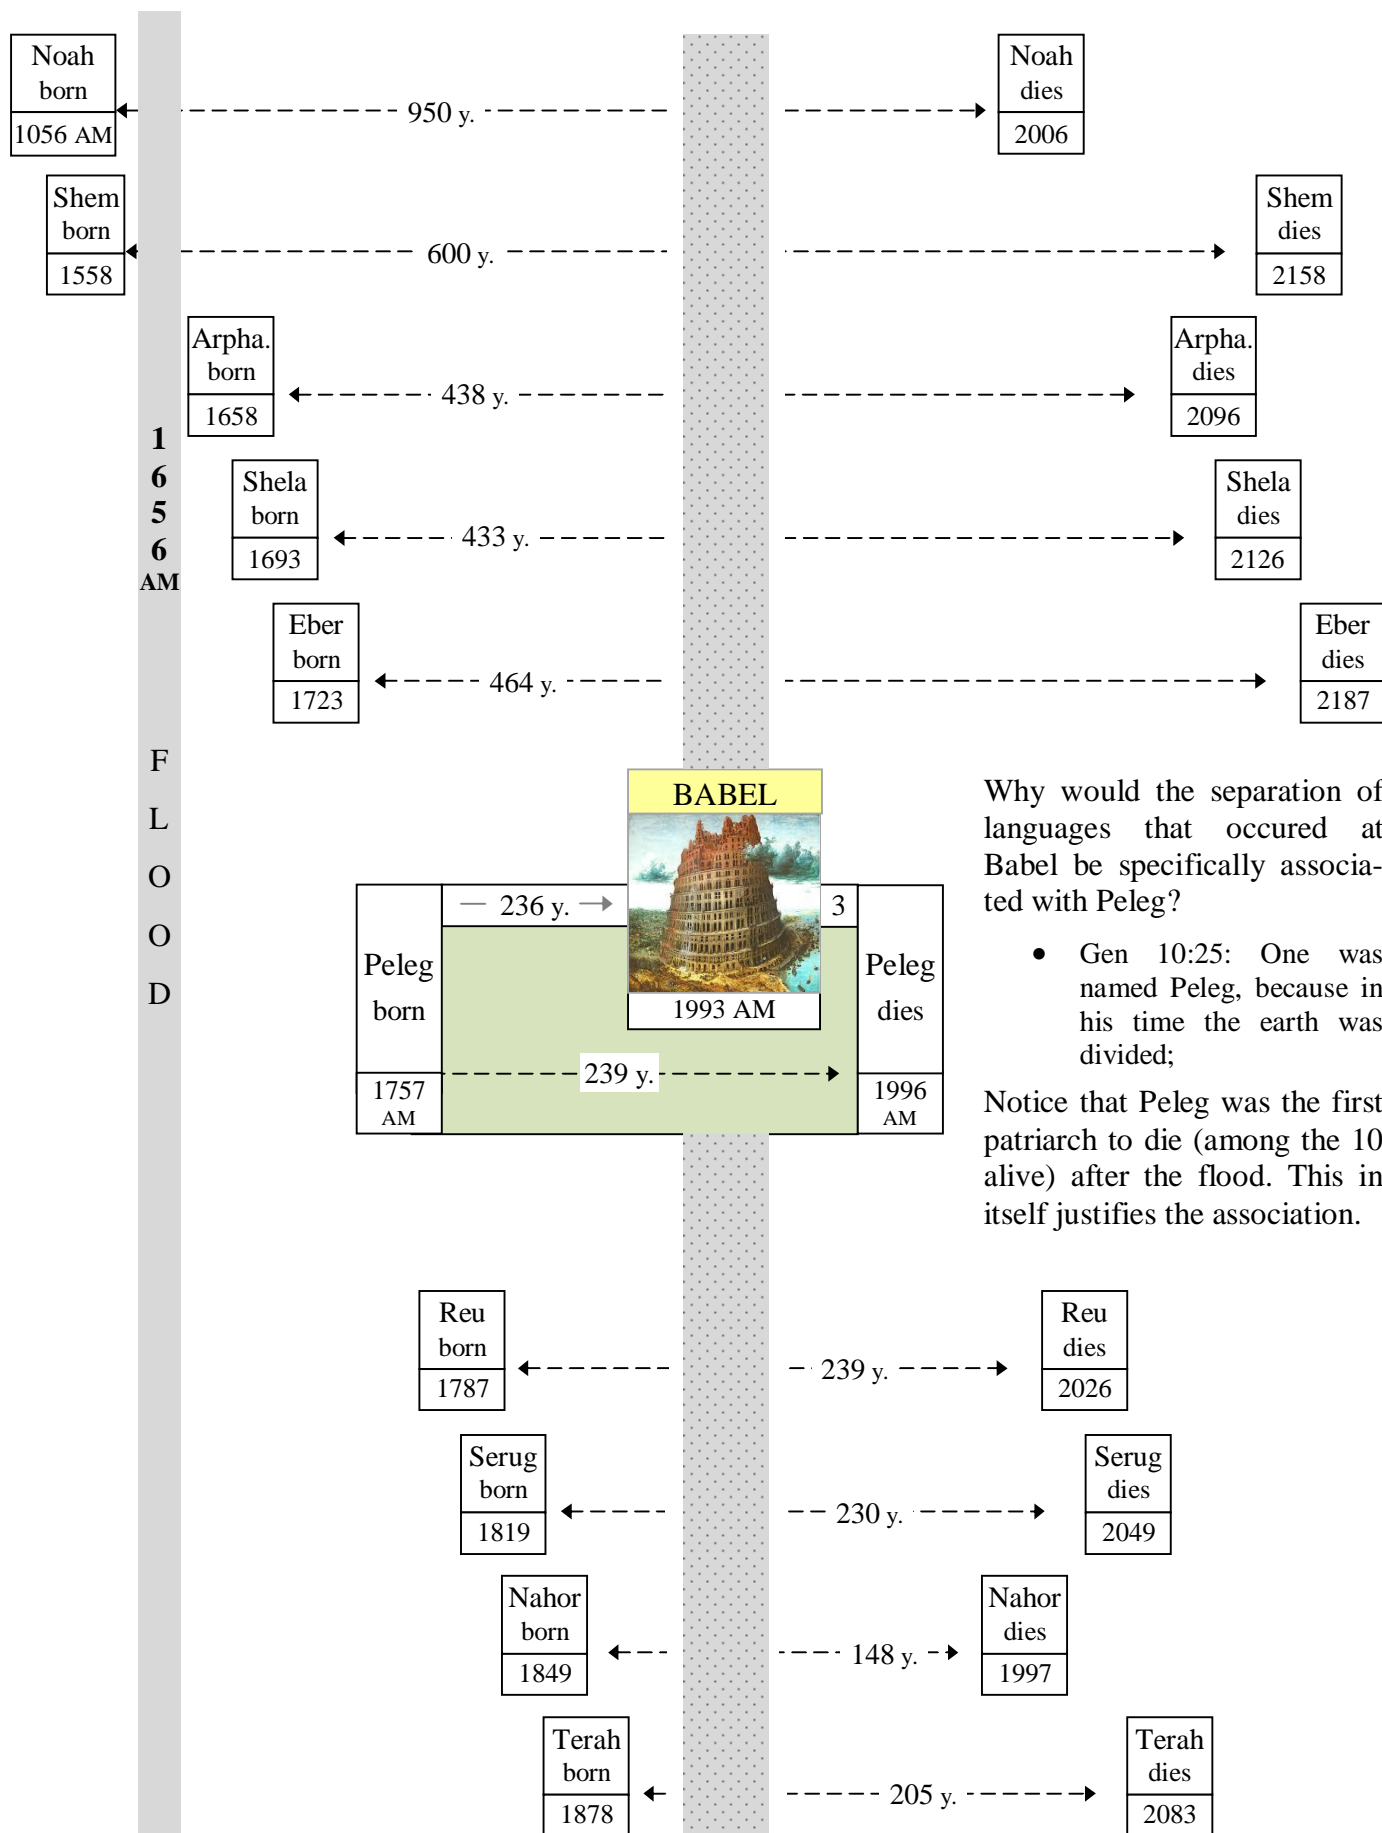 Noah
born
1056 AM
950 y.
Noah
dies
2006
Shem
born
1558
600 y.
Shem
dies
2158
Arpha.
born
1658
438 y.
Arpha.
dies
2096
1
6
5
6
AM
Shela
born
1693
433 y.
Shela
dies
2126
Eber
born
1723
464 y.
Eber
dies
2187
F
L
O
O
D
BABEL
236 y.
3
Peleg
born
1757
AM
1993 AM
239 y.
Peleg
dies
1996
AM
Why would the separation of
languages that occured at
Babel be specifically associa-
ted with Peleg?
• Gen 10:25: One was
named Peleg, because in
his time the earth was
divided;
Notice that Peleg was the first
patriarch to die (among the 10
alive) after the flood. This in
itself justifies the association.
Reu
born
1787
239 y.
Reu
dies
2026
Serug
born
1819
230 y.
Serug
dies
2049
Nahor
born
1849
148 y.
Nahor
dies
1997
Terah
born
1878
205 y.
Terah
dies
2083